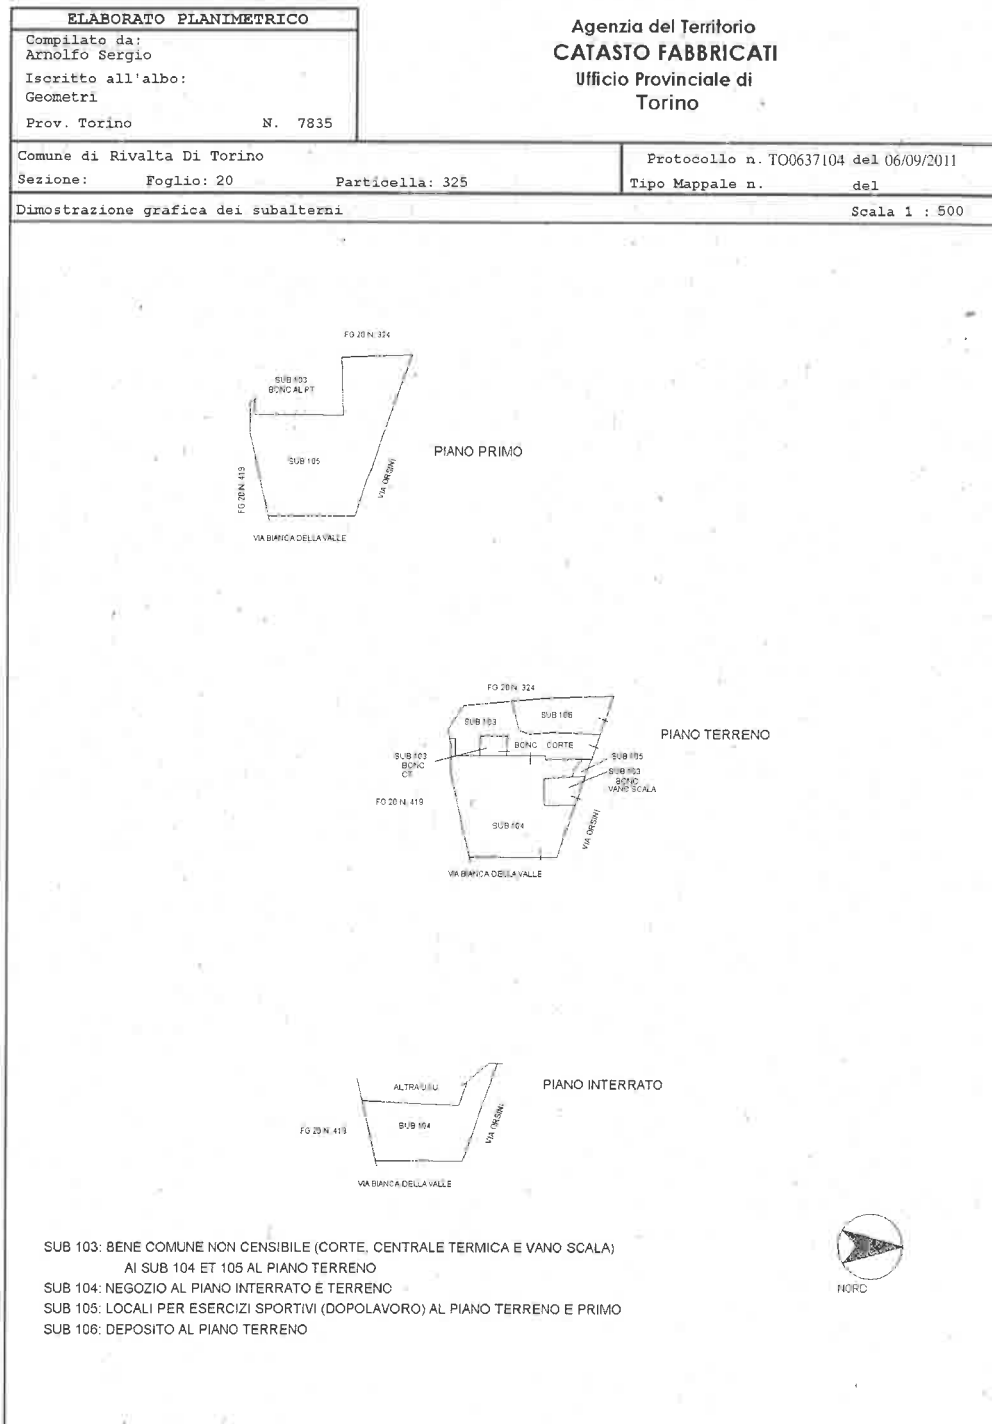 ELABORATO PLANIMETRICO
Compilato da:
Arnolfo Sergio
Iscritto all'albo:
Geometri
Prov. Torino N. 7835
Agenzia del Territorio
CATASTO FABBRICATI
Ufficio Provinciale di
Torino
Comune di Rivalta Di Torino
Sezione: Foglio: 20 Particella: 325
Protocollo n. TO0637104 del 06/09/2011
Tipo Mappale n. del
Dimostrazione grafica dei subalterni Scala 1 : 500
FG 20 N. 324
SUB 103
BCNC AL PT
SUB 105
PIANO PRIMO
FG 20 N. 419
VIA ORSINI
VIA BIANCA DELLA VALLE
FG 20 N. 324
SUB 103
SUB 106
PIANO TERRENO
BCNC CORTE
SUB 103
BCNC
CT
SUB 105
SUB 103
BCNC
VANO SCALA
FG 20 N. 419
SUB 104
VIA ORSINI
VIA BIANCA DELLA VALLE
ALTRA U.I.U.
PIANO INTERRATO
SUB 104
FG 20 N. 419
VIA ORSINI
VIA BIANCA DELLA VALLE
SUB 103: BENE COMUNE NON CENSIBILE (CORTE, CENTRALE TERMICA E VANO SCALA)
AI SUB 104 ET 105 AL PIANO TERRENO
SUB 104: NEGOZIO AL PIANO INTERRATO E TERRENO
SUB 105: LOCALI PER ESERCIZI SPORTIVI (DOPOLAVORO) AL PIANO TERRENO E PRIMO
SUB 106: DEPOSITO AL PIANO TERRENO
NORD